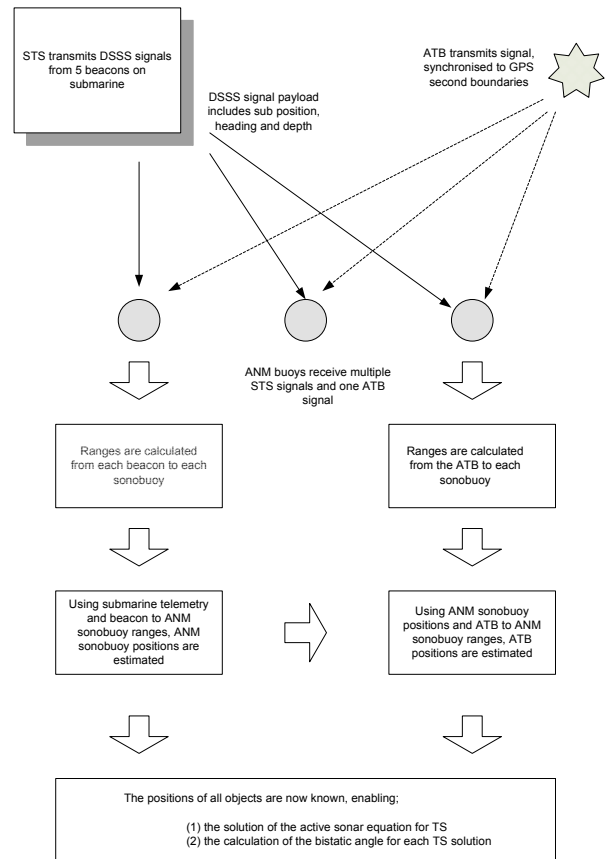 STS transmits DSSS signals
from 5 beacons on
submarine
ATB transmits signal,
synchronised to GPS
second boundaries
DSSS signal payload
includes sub position,
heading and depth
ANM buoys receive multiple
STS signals and one ATB
signal
Ranges are calculated
from each beacon to each
sonobuoy
Ranges are calculated
from the ATB to each
sonobuoy
Using submarine telemetry
and beacon to ANM
sonobuoy ranges, ANM
sonobuoy positions are
estimated
Using ANM sonobuoy
positions and ATB to ANM
sonobuoy ranges, ATB
positions are estimated
The positions of all objects are now known, enabling;
(1) the solution of the active sonar equation for TS
(2) the calculation of the bistatic angle for each TS solution